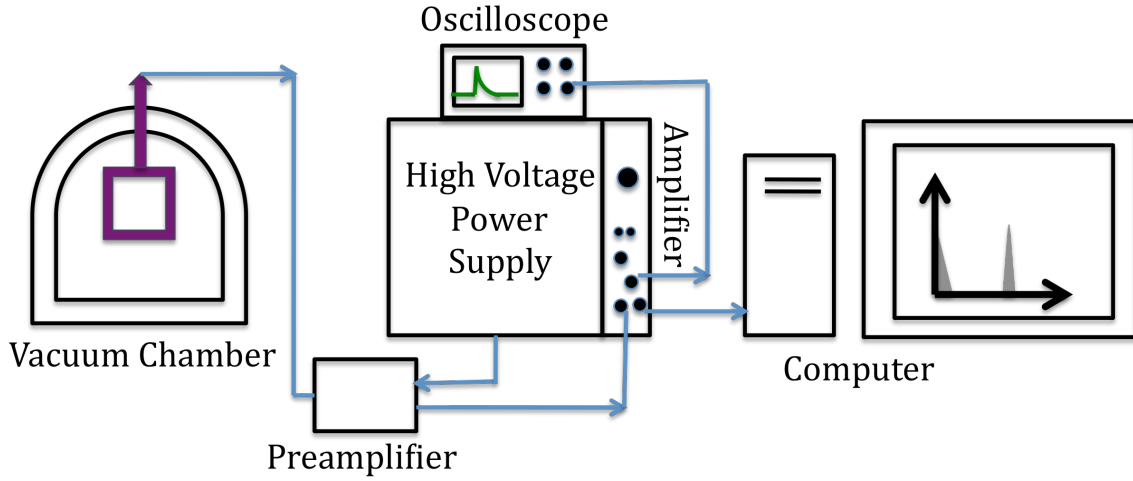 Oscilloscope
High Voltage
Power
Supply
Amplifier
Vacuum Chamber
Computer
Preamplifier